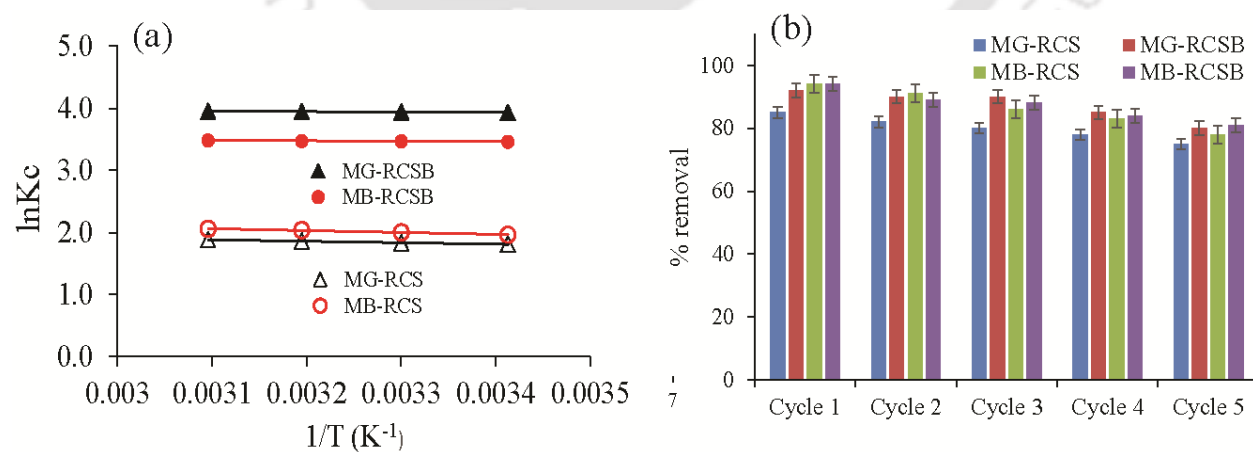 (a)
5.0
4.0
3.0
2.0
1.0
0.0
lnKc
MG-RCSB
MB-RCSB
MG-RCS
MB-RCS
0.003 0.0031 0.0032 0.0033 0.0034 0.0035
1/T (K⁻¹)
7 -
(b)
MG-RCS MG-RCSB
MB-RCS MB-RCSB
100
80
60
40
20
0
% removal
Cycle 1 Cycle 2 Cycle 3 Cycle 4 Cycle 5